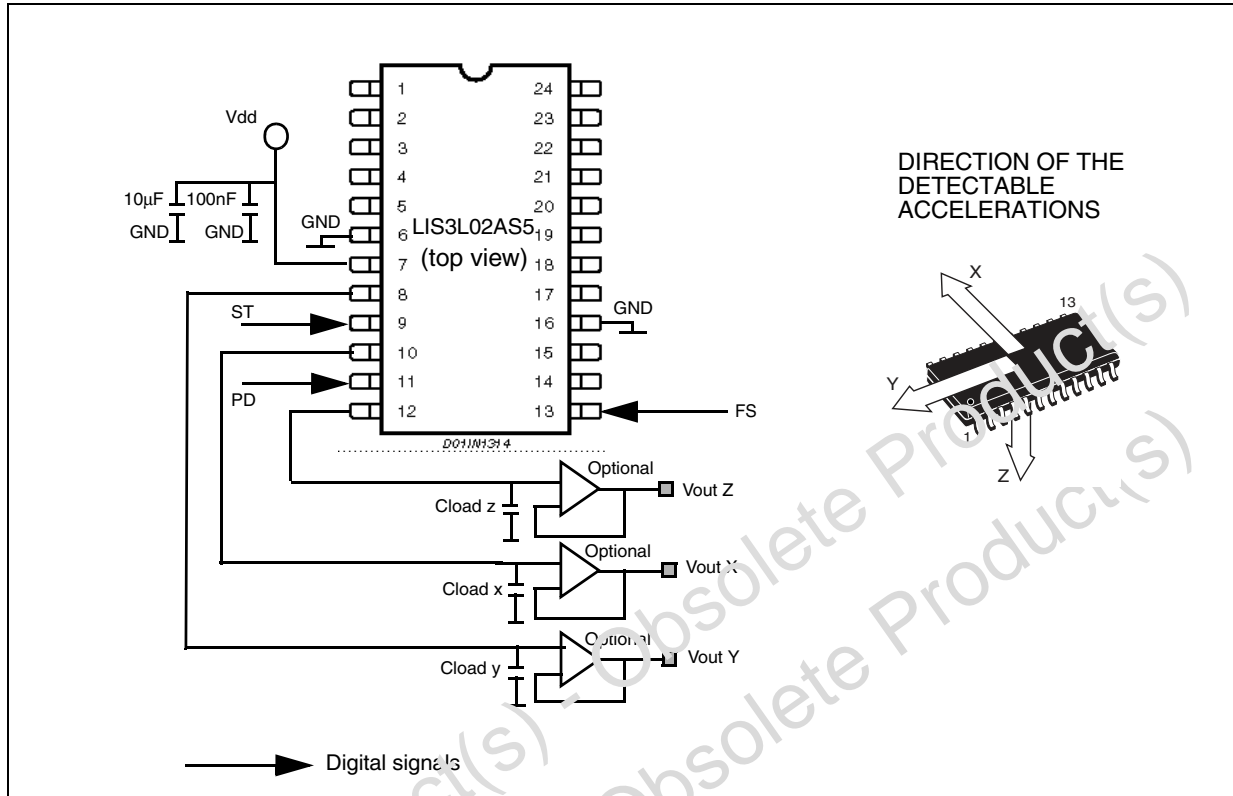 1
2
3
4
5
6
7
8
9
10
11
12
24
23
22
21
20
19
18
17
16
15
14
13
LIS3L02AS5
(top view)
D01IN1314
Vdd
10µF
100nF
GND
GND
GND
GND
ST
PD
FS
DIRECTION OF THE
DETECTABLE
ACCELERATIONS
X
Y
Z
13
1
Optional
Cload z
Vout Z
Optional
Cload x
Vout X
Optional
Cload y
Vout Y
Digital signals
Obsolete Product(s)
ct(s) - Obsolete Product(s)